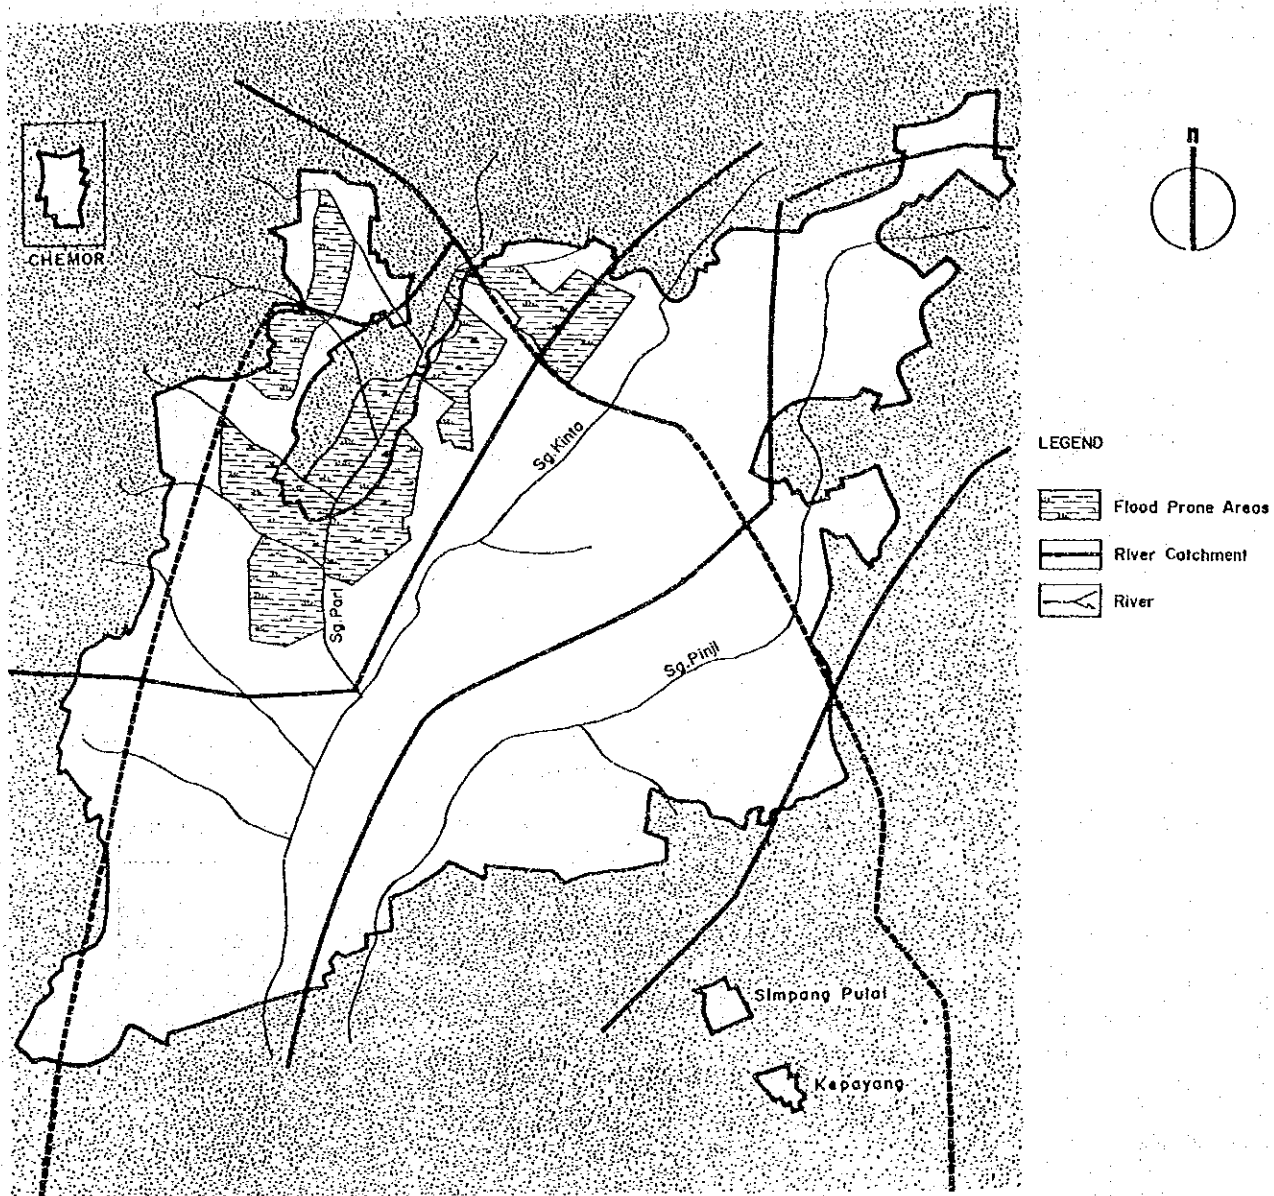 n
CHEMOR
LEGEND
Sg.Kinta
Flood Prone Areas
River Catchment
River
Sg.Pari
Sg.Pinji
Simpang Pulai
Kepayang